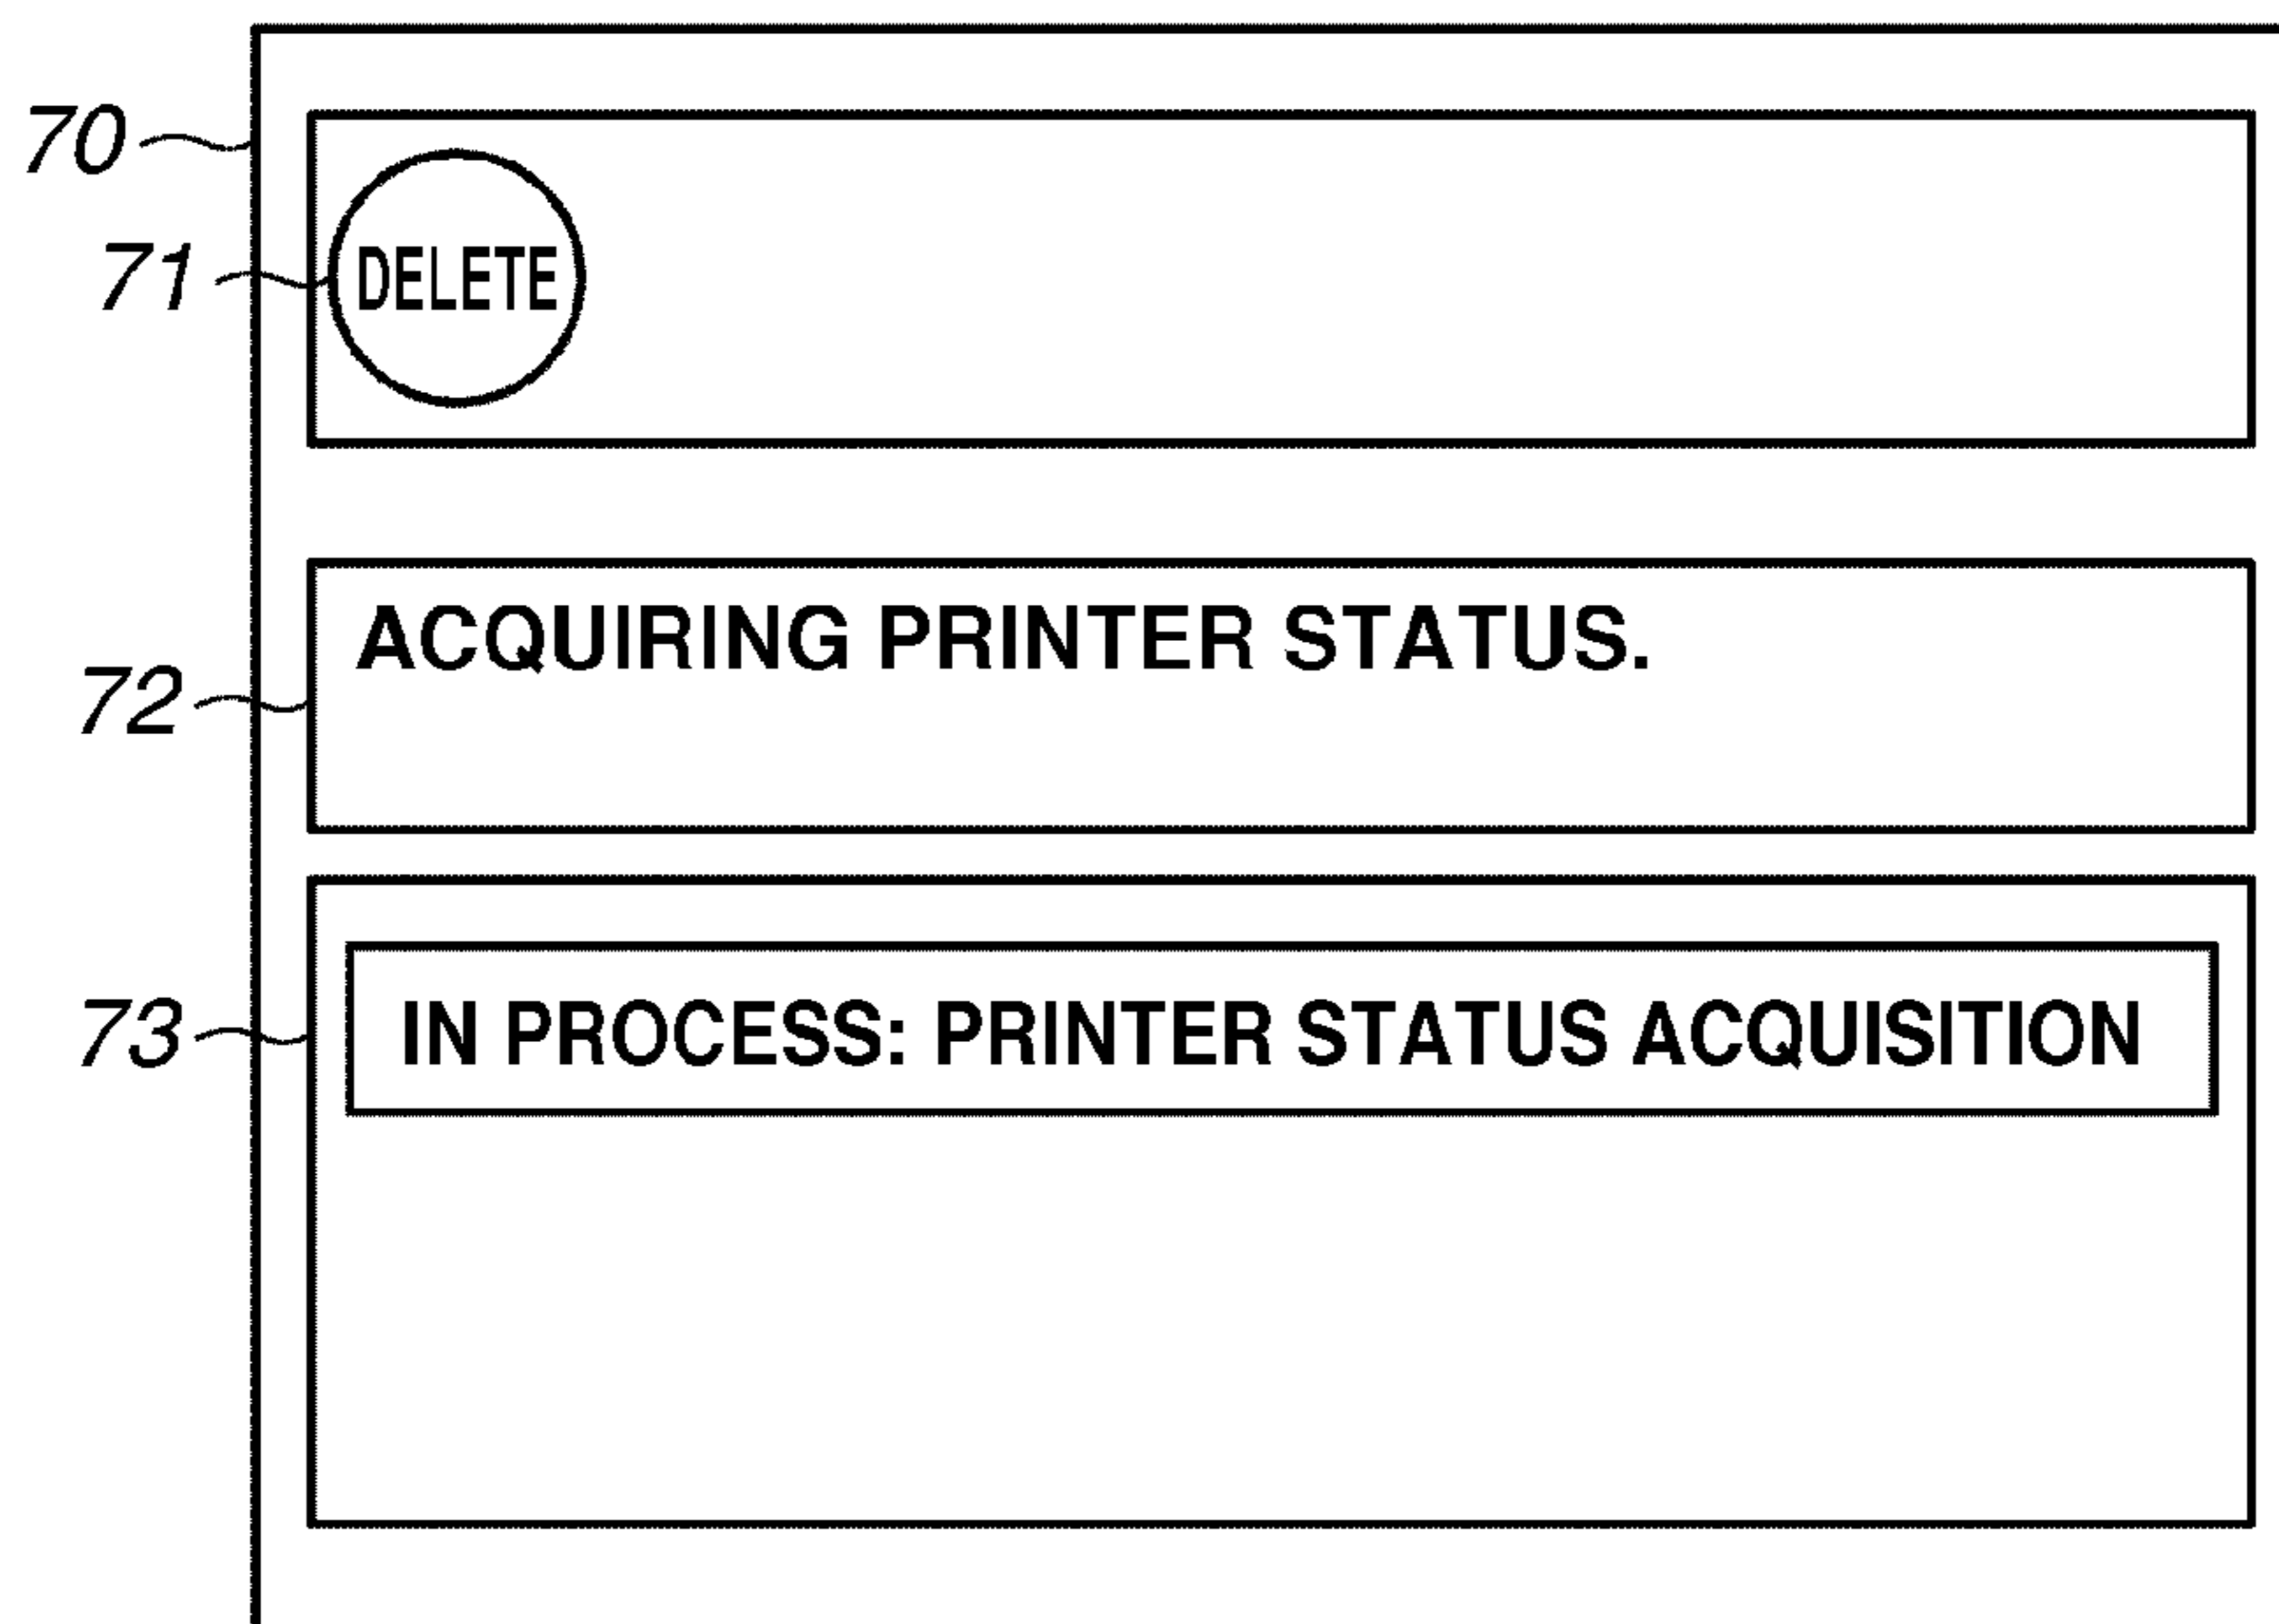 70
71
DELETE
72
ACQUIRING PRINTER STATUS.
73
IN PROCESS: PRINTER STATUS ACQUISITION